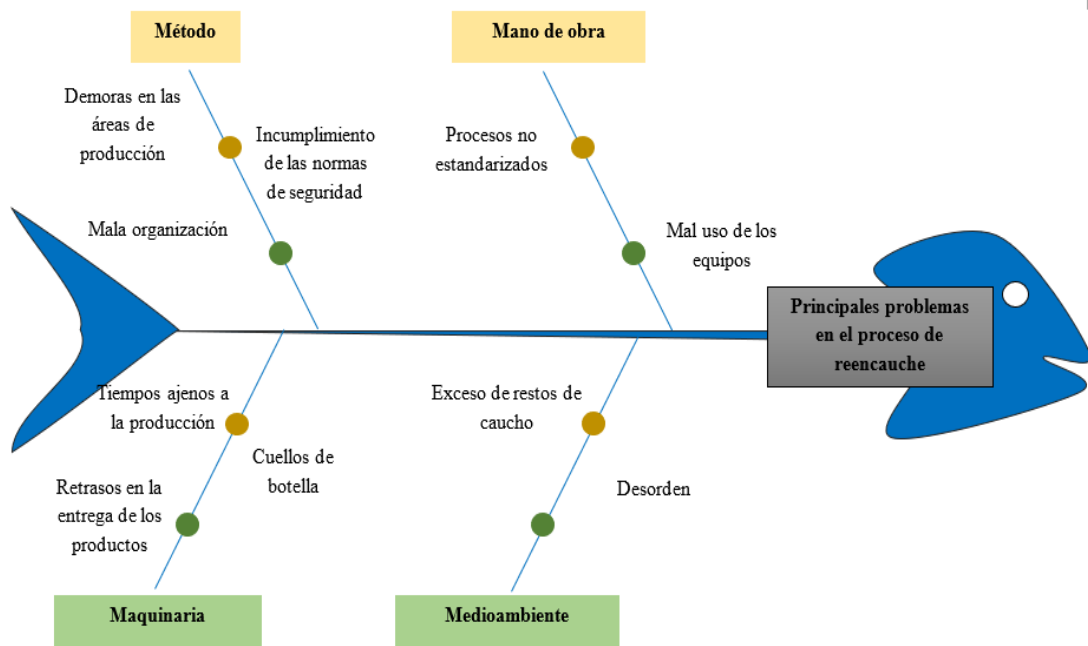 Método
Mano de obra
Demoras en las
áreas de
producción
Incumplimiento
de las normas
de seguridad
Mala organización
Procesos no
estandarizados
Mal uso de los
equipos
Principales problemas
en el proceso de
reencauche
Tiempos ajenos a
la producción
Cuellos de
botella
Retrasos en la
entrega de los
productos
Exceso de restos de
caucho
Desorden
Maquinaria
Medioambiente